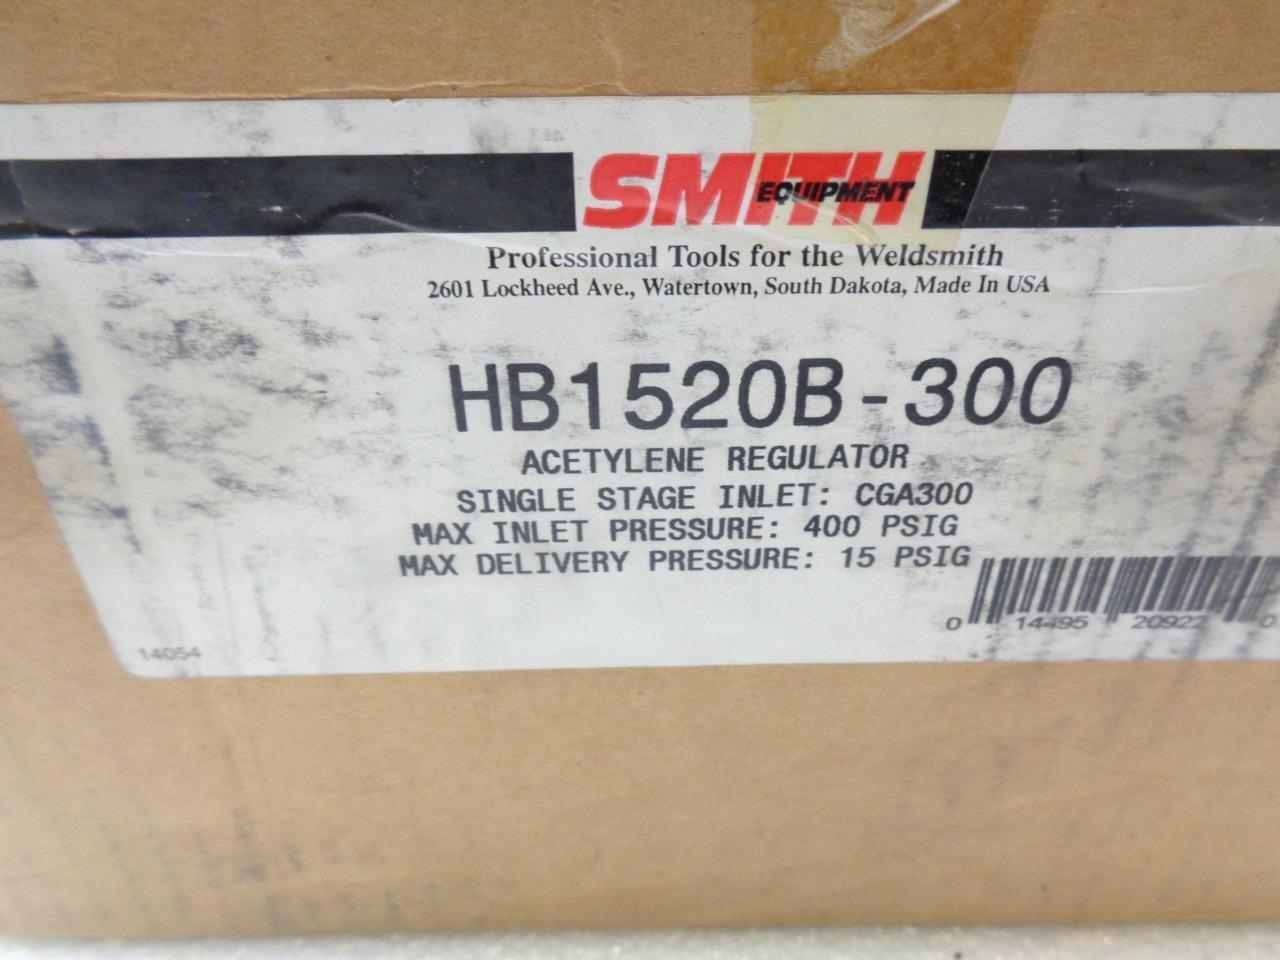 SMITH
EQUIPMENT
Professional Tools for the Weldsmith
2601 Lockheed Ave., Watertown, South Dakota, Made In USA
HB1520B-300
ACETYLENE REGULATOR
SINGLE STAGE INLET: CGA300
MAX INLET PRESSURE: 400 PSIG
MAX DELIVERY PRESSURE: 15 PSIG
0 14495 20922 0
14054